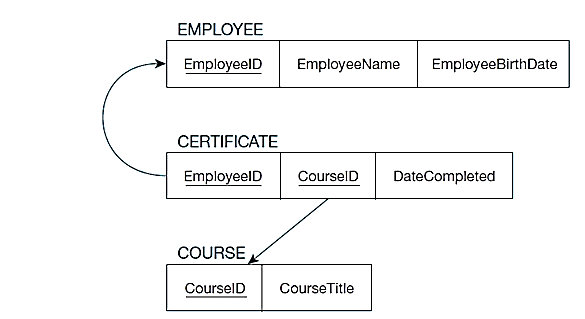 EMPLOYEE
EmployeeID EmployeeName EmployeeBirthDate
CERTIFICATE
EmployeeID CourseID DateCompleted
COURSE
CourseID CourseTitle